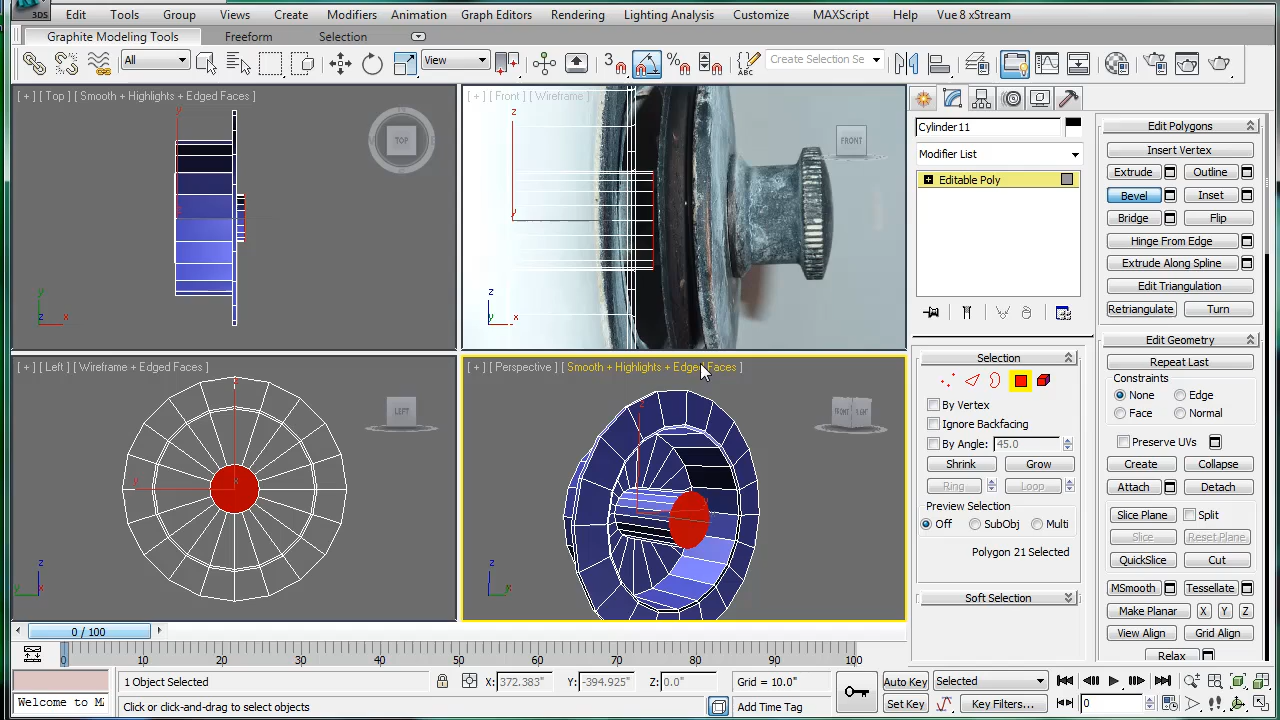 3DS Edit Tools Group Views Create Modifiers Animation Graph Editors Rendering Lighting Analysis Customize MAXScript Help Vue 8 xStream
Graphite Modeling Tools Freeform Selection
All View 3 % ABC Create Selection Se
[ + ] [ Top ] [ Smooth + Highlights + Edged Faces ]
TOP
[ + ] [ Front ] [ Wireframe ]
FRONT
z
y x
z
y x
y
z x
[ + ] [ Left ] [ Wireframe + Edged Faces ]
LEFT
z
y x
[ + ] [ Perspective ] [ Smooth + Highlights + Edged Faces ]
FRONT RIGHT
z
y
Cylinder11
Modifier List
Editable Poly
Selection
By Vertex
Ignore Backfacing
By Angle: 45.0
Shrink Grow
Ring Loop
Preview Selection
Off SubObj Multi
Polygon 21 Selected
Soft Selection
Edit Polygons
Insert Vertex
Extrude Outline
Bevel Inset
Bridge Flip
Hinge From Edge
Extrude Along Spline
Edit Triangulation
Retriangulate Turn
Edit Geometry
Repeat Last
Constraints
None Edge
Face Normal
Preserve UVs
Create Collapse
Attach Detach
Slice Plane Split
Slice Reset Plane
QuickSlice Cut
MSmooth Tessellate
Make Planar X Y Z
View Align Grid Align
Relax
0 / 100
0 10 20 30 40 50 60 70 80 90 100
1 Object Selected X: 372.383" Y: -394.925" Z: 0.0" Grid = 10.0" Auto Key Selected
Welcome to M Click or click-and-drag to select objects Add Time Tag Set Key Key Filters... 0